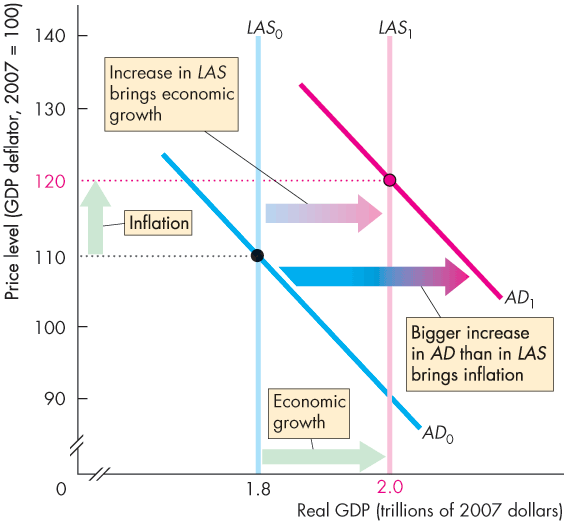 Price level (GDP deflator, 2007 = 100)
140
130
120
110
100
90
0
LAS₀
LAS₁
Increase in LAS
brings economic
growth
Inflation
AD₁
Bigger increase
in AD than in LAS
brings inflation
Economic
growth
AD₀
1.8
2.0
Real GDP (trillions of 2007 dollars)